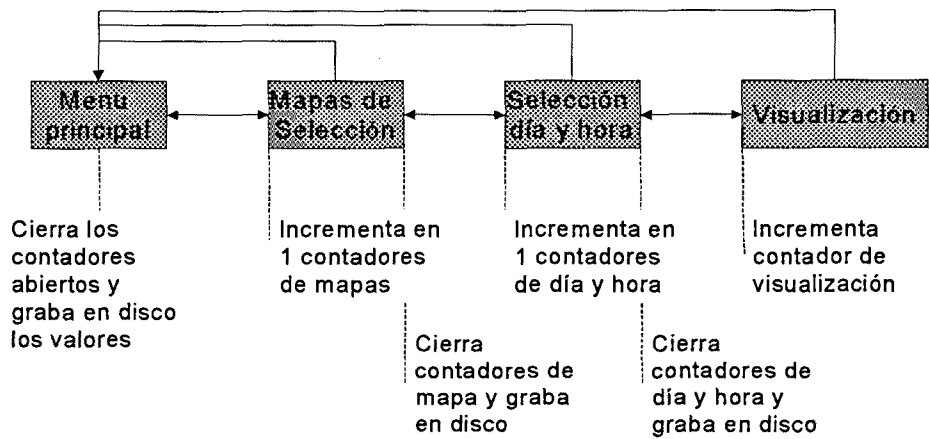 Menu
principal
Mapas de
Selección
Selección
día y hora
Visualización
Cierra los
contadores
abiertos y
graba en disco
los valores
Incrementa en
1 contadores
de mapas
Incrementa en
1 contadores
de día y hora
Incrementa
contador de
visualización
Cierra
contadores de
mapa y graba
en disco
Cierra
contadores de
día y hora y
graba en disco